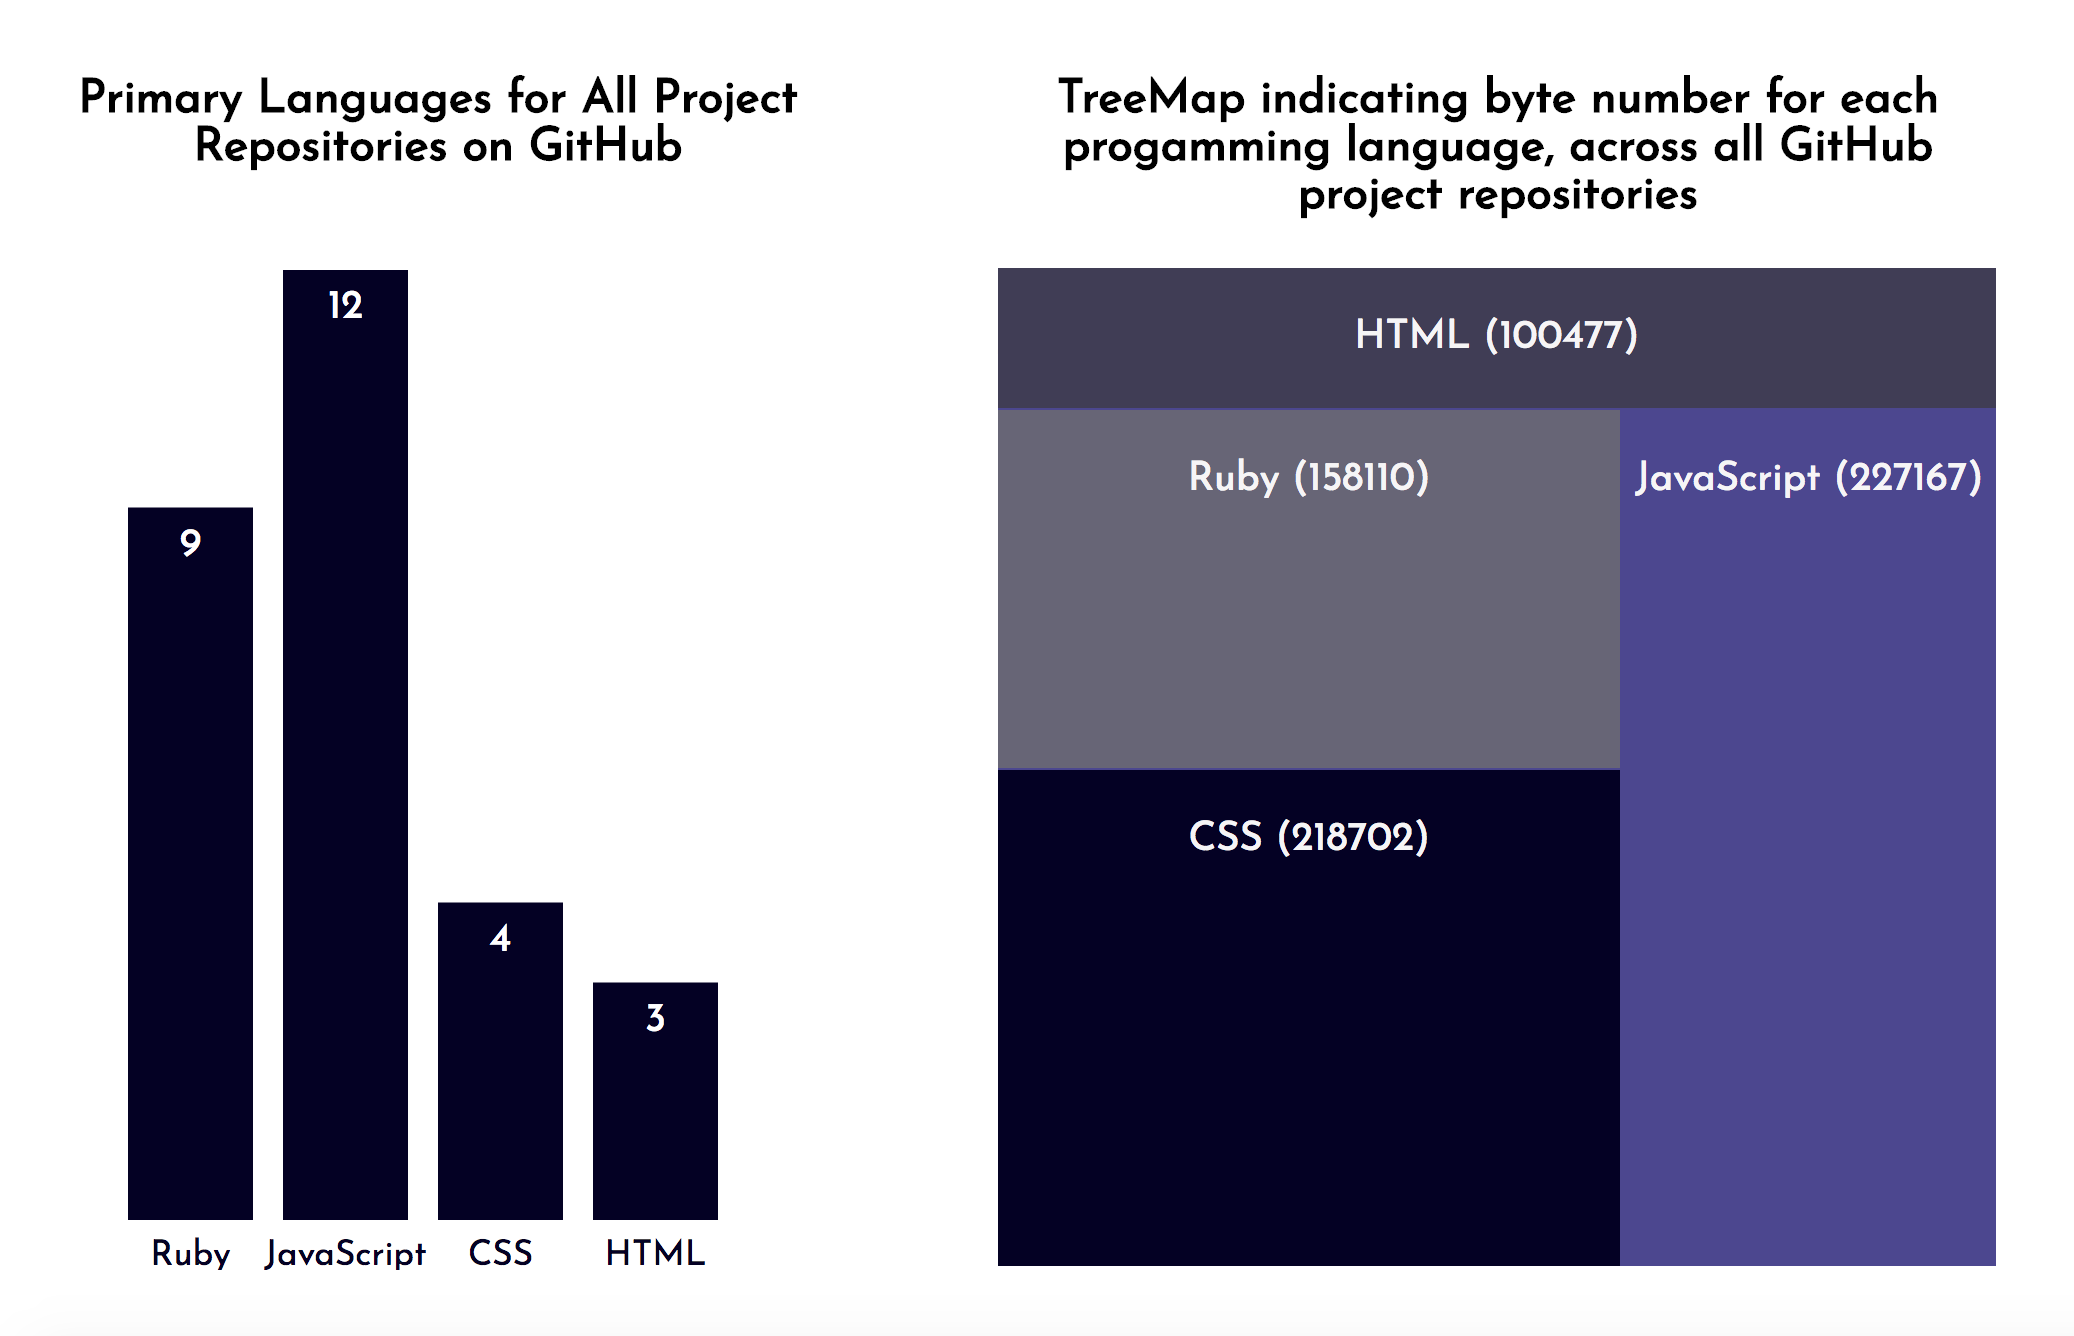 Primary Languages for All Project
Repositories on GitHub
12
9
4
3
Ruby JavaScript CSS HTML
TreeMap indicating byte number for each
progamming language, across all GitHub
project repositories
HTML (100477)
Ruby (158110)
JavaScript (227167)
CSS (218702)